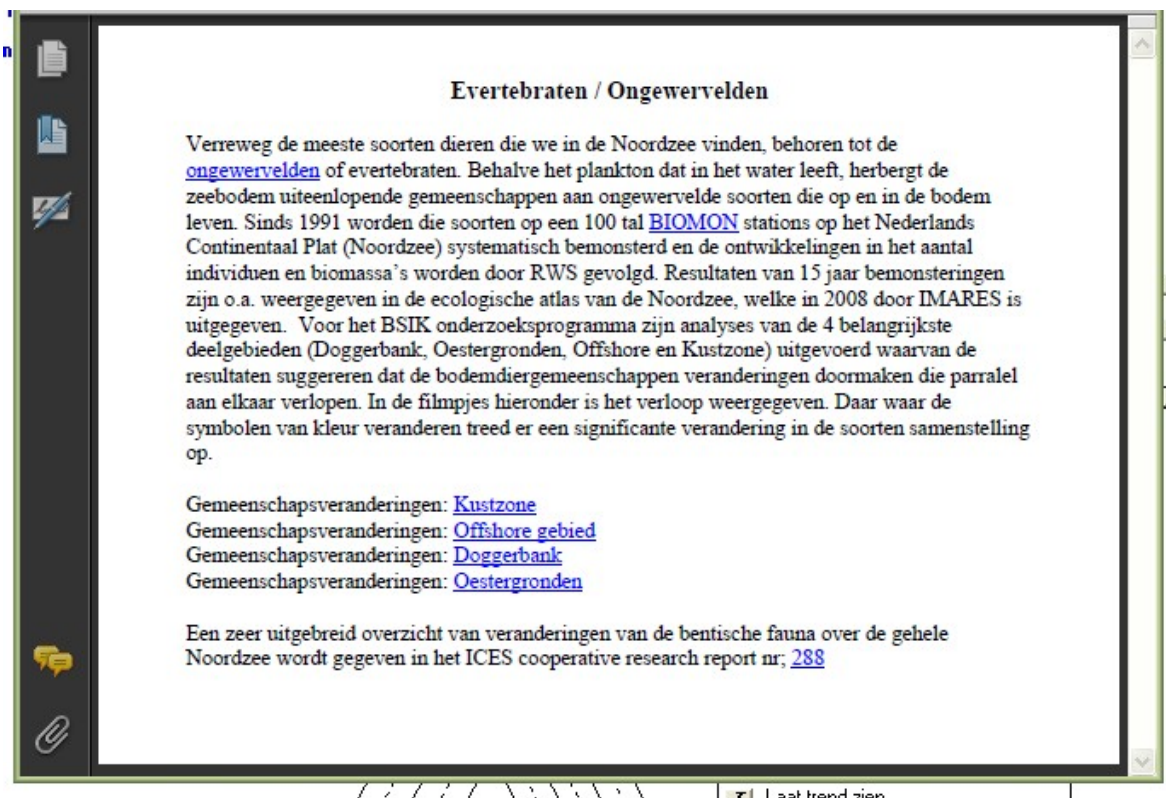 n
Evertebraten / Ongewervelden
Verreweg de meeste soorten dieren die we in de Noordzee vinden, behoren tot de
ongewervelden of evertebraten. Behalve het plankton dat in het water leeft, herbergt de
zeebodem uiteenlopende gemeenschappen aan ongewervelde soorten die op en in de bodem
leven. Sinds 1991 worden die soorten op een 100 tal BIOMON stations op het Nederlands
Continentaal Plat (Noordzee) systematisch bemonsterd en de ontwikkelingen in het aantal
individuen en biomassa’s worden door RWS gevolgd. Resultaten van 15 jaar bemonsteringen
zijn o.a. weergegeven in de ecologische atlas van de Noordzee, welke in 2008 door IMARES is
uitgegeven. Voor het BSIK onderzoeksprogramma zijn analyses van de 4 belangrijkste
deelgebieden (Doggerbank, Oestergronden, Offshore en Kustzone) uitgevoerd waarvan de
resultaten suggereren dat de bodemdiergemeenschappen veranderingen doormaken die parralel
aan elkaar verlopen. In de filmpjes hieronder is het verloop weergegeven. Daar waar de
symbolen van kleur veranderen treed er een significante verandering in de soorten samenstelling
op.
Gemeenschapsveranderingen: Kustzone
Gemeenschapsveranderingen: Offshore gebied
Gemeenschapsveranderingen: Doggerbank
Gemeenschapsveranderingen: Oestergronden
Een zeer uitgebreid overzicht van veranderingen van de bentische fauna over de gehele
Noordzee wordt gegeven in het ICES cooperative research report nr; 288
Laat trend zien